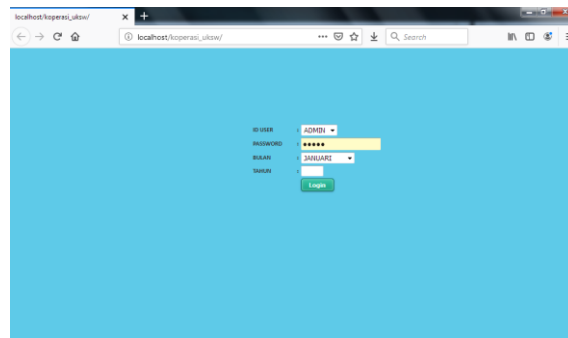 localhost/koperasi_uksw/
localhost/koperasi_uksw/
Search
ID USER : ADMIN
PASSWORD : •••••
BULAN : JANUARI
TAHUN :
Login